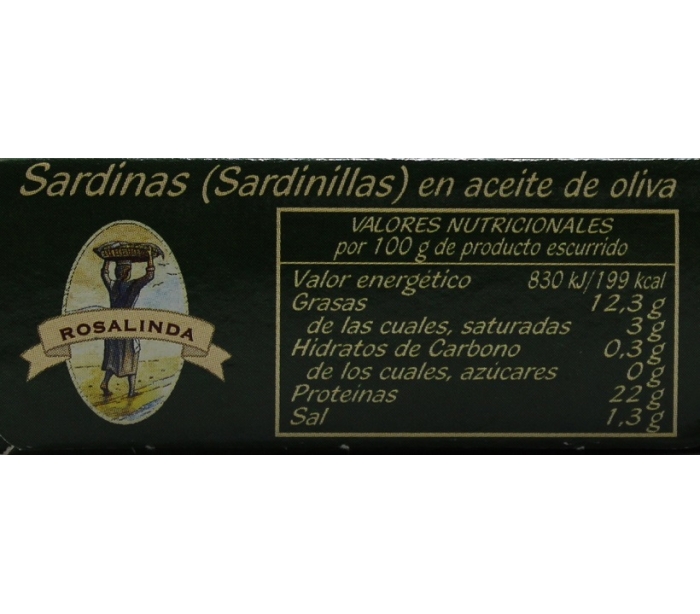 Sardinas (Sardinillas) en aceite de oliva
ROSALINDA
VALORES NUTRICIONALES
por 100 g de producto escurrido
Valor energético 830 kJ/199 kcal
Grasas 12,3 g
de las cuales, saturadas 3 g
Hidratos de Carbono 0,3 g
de los cuales, azúcares 0 g
Proteínas 22 g
Sal 1,3 g